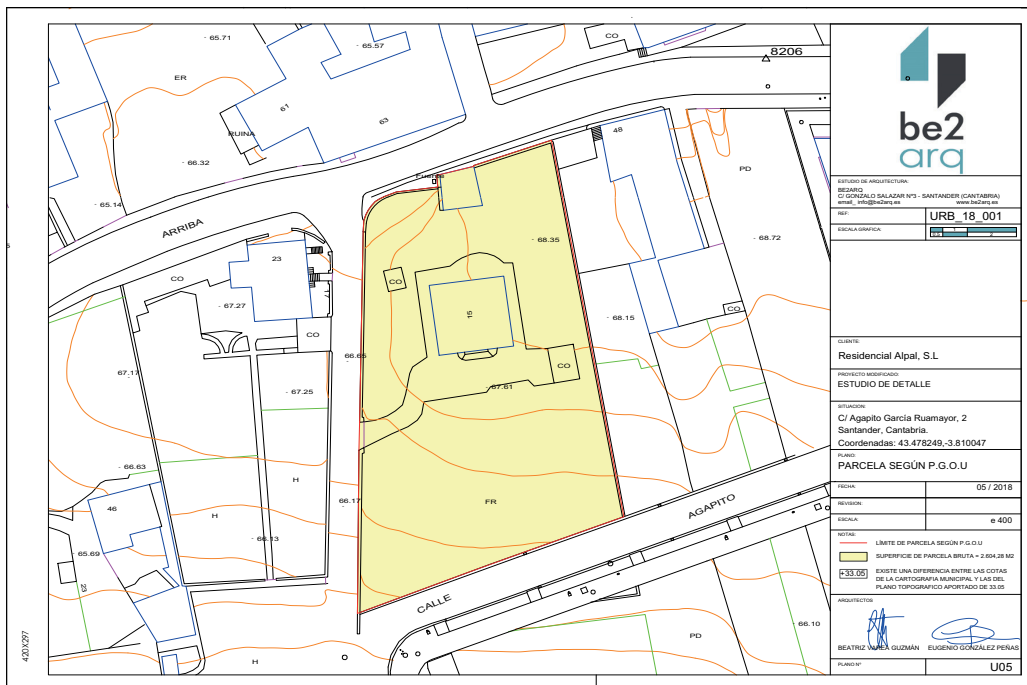 65.71
65.57
CO
8206
ER
61
63
RUINA
66.32
65.14
ARRIBA
Fuente
48
PD
68.35
68.72
23
CO
17
67.27
CO
15
68.15
CO
CO
66.65
67.61
CO
67.17
67.25
66.63
66.17
FR
AGAPITO
H
H
46
66.13
65.69
23
CALLE
66.10
PD
H
420X297
be2
arq
ESTUDIO DE ARQUITECTURA:
BE2ARQ
C/ GONZALO SALAZAR Nº3 - SANTANDER (CANTABRIA)
email_ info@be2arq.es www.be2arq.es
REF: URB_18_001
ESCALA GRAFICA:
CLIENTE:
Residencial Alpal, S.L
PROYECTO MODIFICADO:
ESTUDIO DE DETALLE
SITUACION:
C/ Agapito García Ruamayor, 2
Santander, Cantabria.
Coordenadas: 43.478249,-3.810047
PLANO:
PARCELA SEGÚN P.G.O.U
FECHA: 05 / 2018
REVISION:
ESCALA: e 400
NOTAS:
LÍMITE DE PARCELA SEGÚN P.G.O.U
SUPERFICIE DE PARCELA BRUTA = 2.604,28 M2
+33.05 EXISTE UNA DIFERENCIA ENTRE LAS COTAS
DE LA CARTOGRAFIA MUNICIPAL Y LAS DEL
PLANO TOPOGRAFICO APORTADO DE 33.05
ARQUITECTOS
BEATRIZ VAREA GUZMÁN EUGENIO GONZÁLEZ PEÑAS
PLANO Nº U05